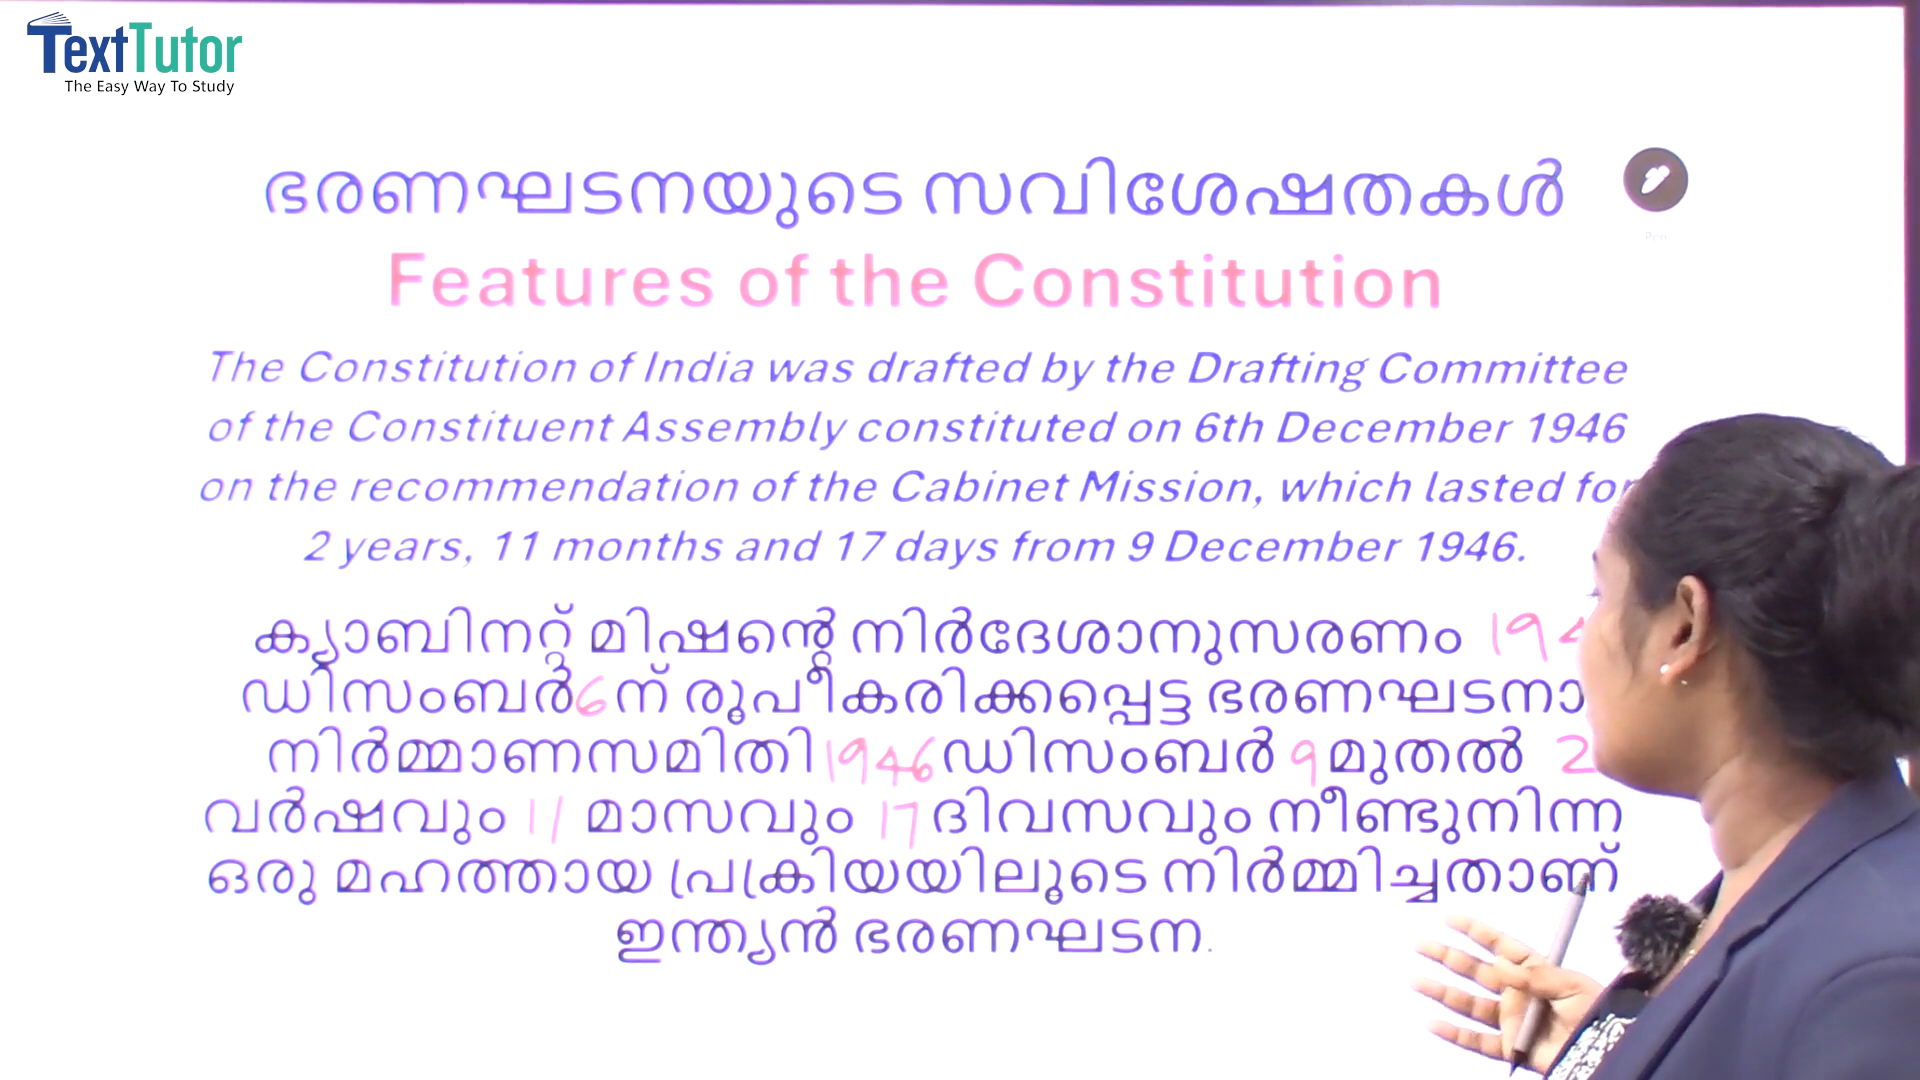 TextTutor
The Easy Way To Study
ഭരണഘടനയുടെ സവിശേഷതകൾ
Features of the Constitution
The Constitution of India was drafted by the Drafting Committee
of the Constituent Assembly constituted on 6th December 1946
on the recommendation of the Cabinet Mission, which lasted for
2 years, 11 months and 17 days from 9 December 1946.
ക്യാബിനറ്റ് മിഷന്റെ നിർദേശാനുസരണം 194
ഡിസംബർ 6 ന് രൂപീകരിക്കപ്പെട്ട ഭരണഘടനാ
നിർമ്മാണസമിതി 1946 ഡിസംബർ 9 മുതൽ 2
വർഷവും 11 മാസവും 17 ദിവസവും നീണ്ടുനിന്ന
ഒരു മഹത്തായ പ്രക്രിയയിലൂടെ നിർമ്മിച്ചതാണ്
ഇന്ത്യൻ ഭരണഘടന.